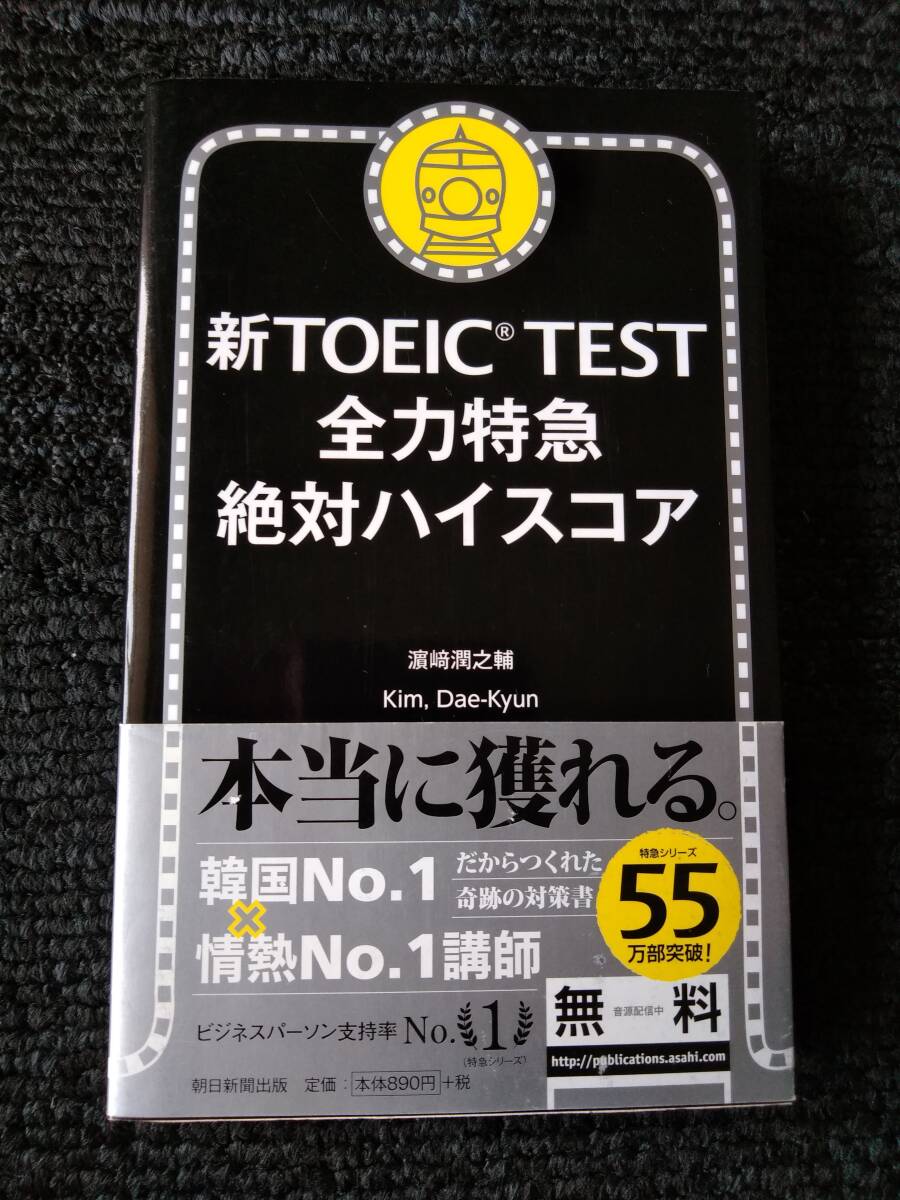 新TOEIC® TEST
全力特急
絶対ハイスコア
濵﨑潤之輔
Kim, Dae-Kyun
本当に獲れる。
韓国No.1
×
情熱No.1講師
だからつくれた
奇跡の対策書
特急シリーズ
55
万部突破!
ビジネスパーソン支持率 No.1
(特急シリーズ)
無料
音源配信中
http://publications.asahi.com
朝日新聞出版 定価:本体890円+税